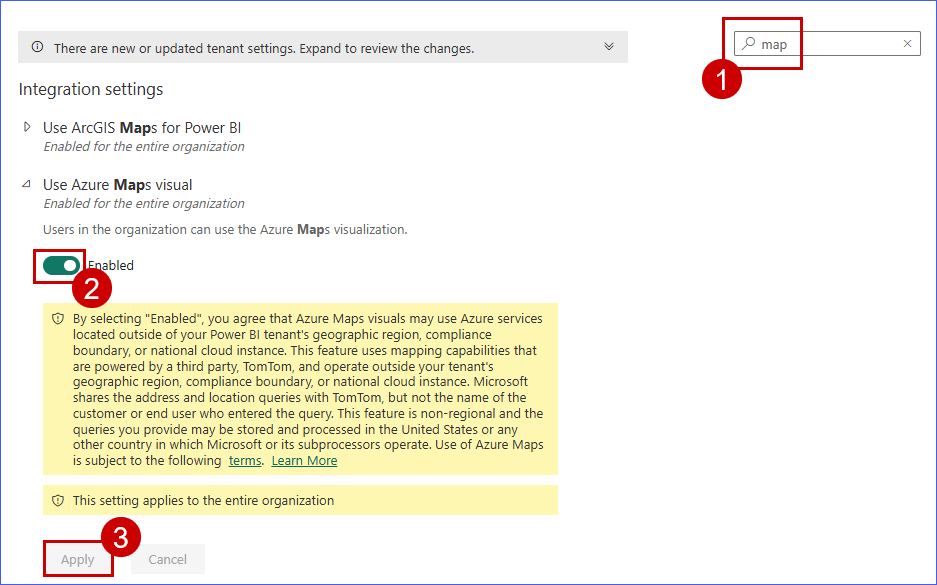 There are new or updated tenant settings. Expand to review the changes.
map
1
Integration settings
Use ArcGIS Maps for Power BI
Enabled for the entire organization
Use Azure Maps visual
Enabled for the entire organization
Users in the organization can use the Azure Maps visualization.
Enabled
2
By selecting "Enabled", you agree that Azure Maps visuals may use Azure services
located outside of your Power BI tenant's geographic region, compliance
boundary, or national cloud instance. This feature uses mapping capabilities that
are powered by a third party, TomTom, and operate outside your tenant's
geographic region, compliance boundary, or national cloud instance. Microsoft
shares the address and location queries with TomTom, but not the name of the
customer or end user who entered the query. This feature is non-regional and the
queries you provide may be stored and processed in the United States or any
other country in which Microsoft or its subprocessors operate. Use of Azure Maps
is subject to the following terms. Learn More
This setting applies to the entire organization
3
Apply Cancel